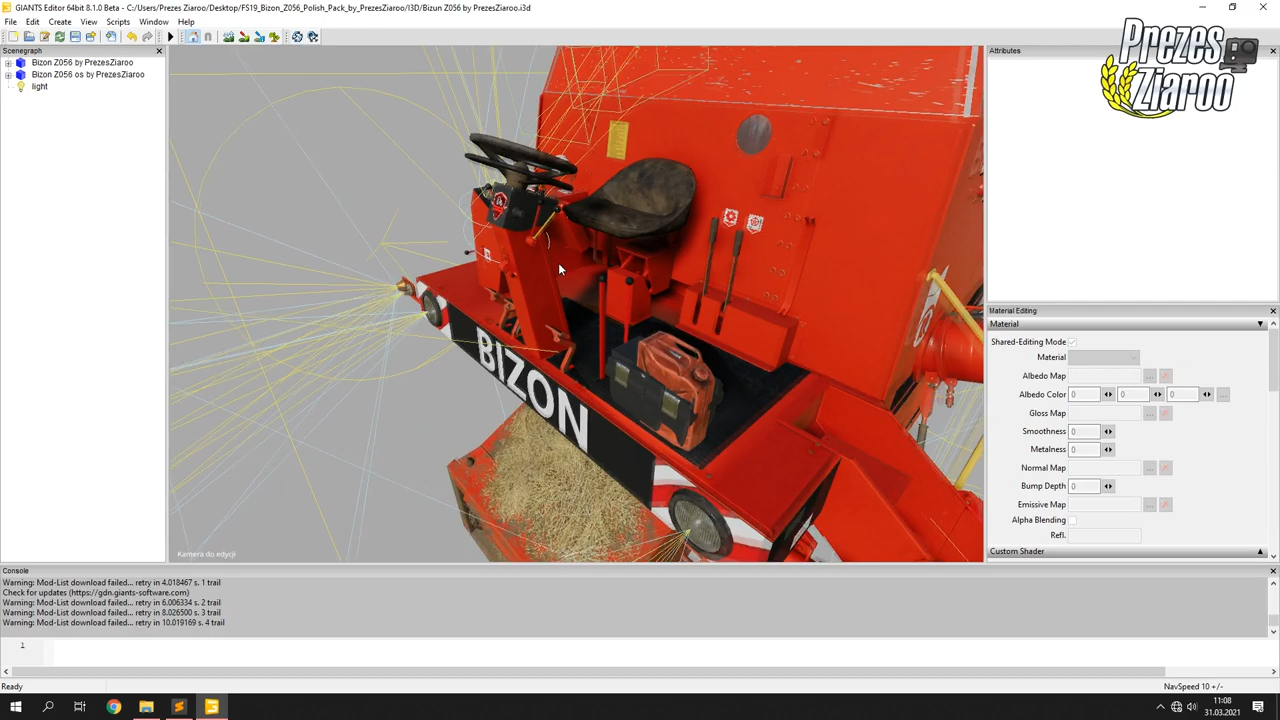 GIANTS Editor 64bit 8.1.0 Beta - C:/Users/Prezes Ziaroo/Desktop/FS19_Bizon_Z056_Polish_Pack_by_PrezesZiaroo/I3D/Bizun Z056 by PrezesZiaroo.i3d
File Edit Create View Scripts Window Help
Scenegraph
Attributes
Prezes
Ziaroo
Bizon Z056 by PrezesZiaroo
Bizon Z056 os by PrezesZiaroo
light
BIZON
Kamera do edycji
Material Editing
Material
Shared-Editing Mode
Material
Albedo Map
Albedo Color 0 0 0
Gloss Map
Smoothness 0
Metalness 0
Normal Map
Bump Depth 0
Emissive Map
Alpha Blending
Refl.
Custom Shader
Console
Warning: Mod-List download failed... retry in 4.018467 s. 1 trail
Check for updates (https://gdn.giants-software.com)
Warning: Mod-List download failed... retry in 6.006334 s. 2 trail
Warning: Mod-List download failed... retry in 8.026500 s. 3 trail
Warning: Mod-List download failed... retry in 10.019169 s. 4 trail
1
Ready
NavSpeed 10 +/-
11:08
31.03.2021